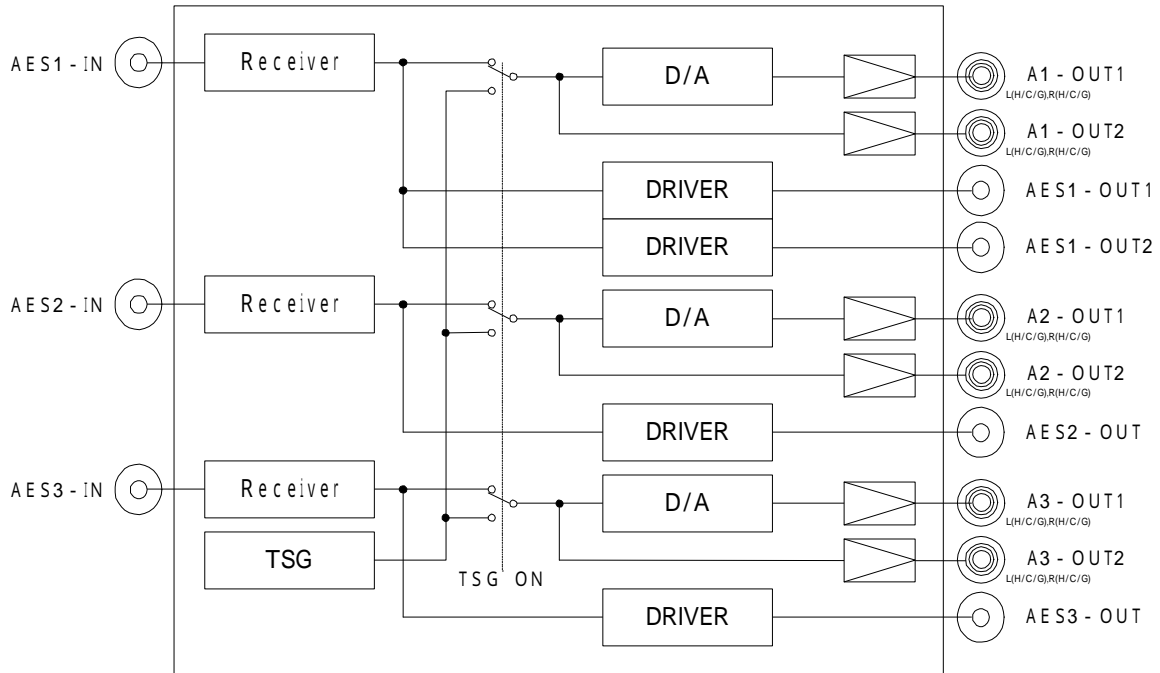 AES1-IN
Receiver
D/A
A1-OUT1
L(H/C/G),R(H/C/G)
A1-OUT2
L(H/C/G),R(H/C/G)
DRIVER
AES1-OUT1
DRIVER
AES1-OUT2
AES2-IN
Receiver
D/A
A2-OUT1
L(H/C/G),R(H/C/G)
A2-OUT2
L(H/C/G),R(H/C/G)
DRIVER
AES2-OUT
AES3-IN
Receiver
D/A
A3-OUT1
L(H/C/G),R(H/C/G)
TSG
A3-OUT2
L(H/C/G),R(H/C/G)
TSG ON
DRIVER
AES3-OUT